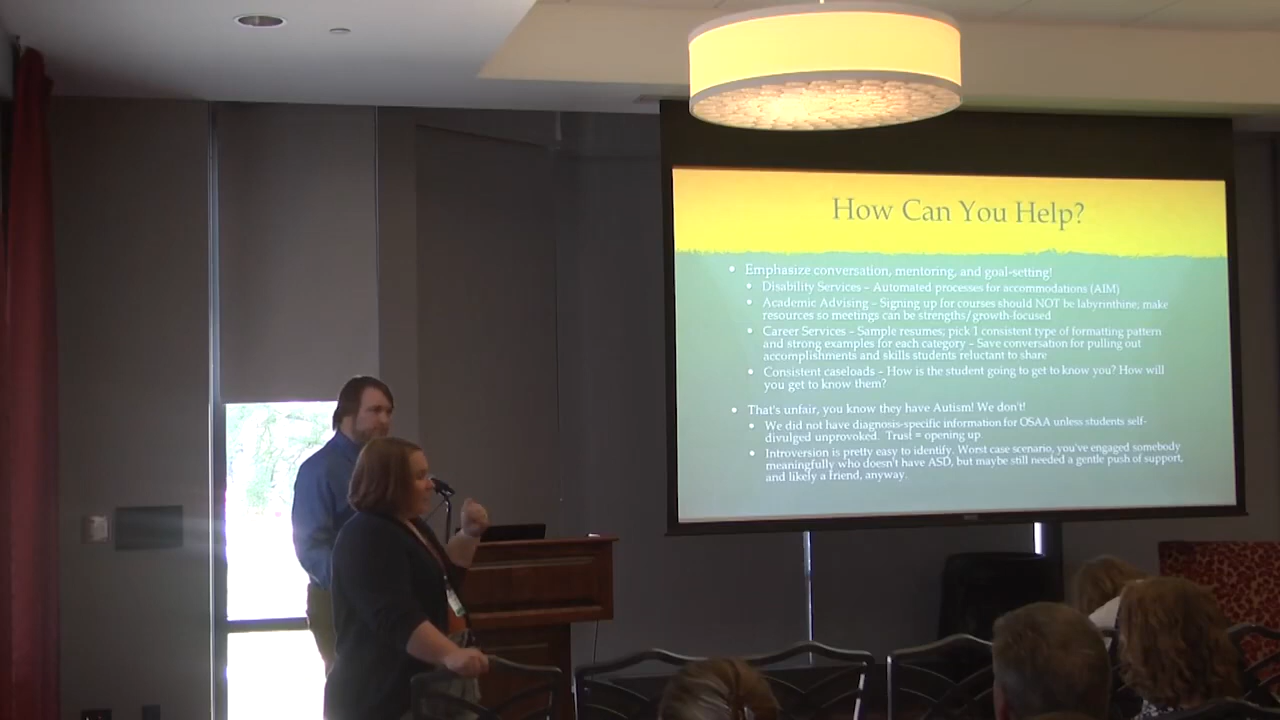 How Can You Help?
• Emphasize conversation, mentoring, and goal-setting!
• Disability Services – Automated processes for accommodations (AIM)
• Academic Advising – Signing up for courses should NOT be labyrinthine; make
resources so meetings can be strengths/growth-focused
• Career Services – Sample resumes; pick 1 consistent type of formatting pattern
and strong examples for each category – Save conversation for pulling out
accomplishments and skills students reluctant to share
• Consistent caseloads – How is the student going to get to know you? How will
you get to know them?
• That's unfair, you know they have Autism! We don't!
• We did not have diagnosis-specific information for OSAA unless students self-
divulged unprovoked. Trust = opening up.
• Introversion is pretty easy to identify. Worst case scenario, you've engaged somebody
meaningfully who doesn't have ASD, but maybe still needed a gentle push of support,
and likely a friend, anyway.